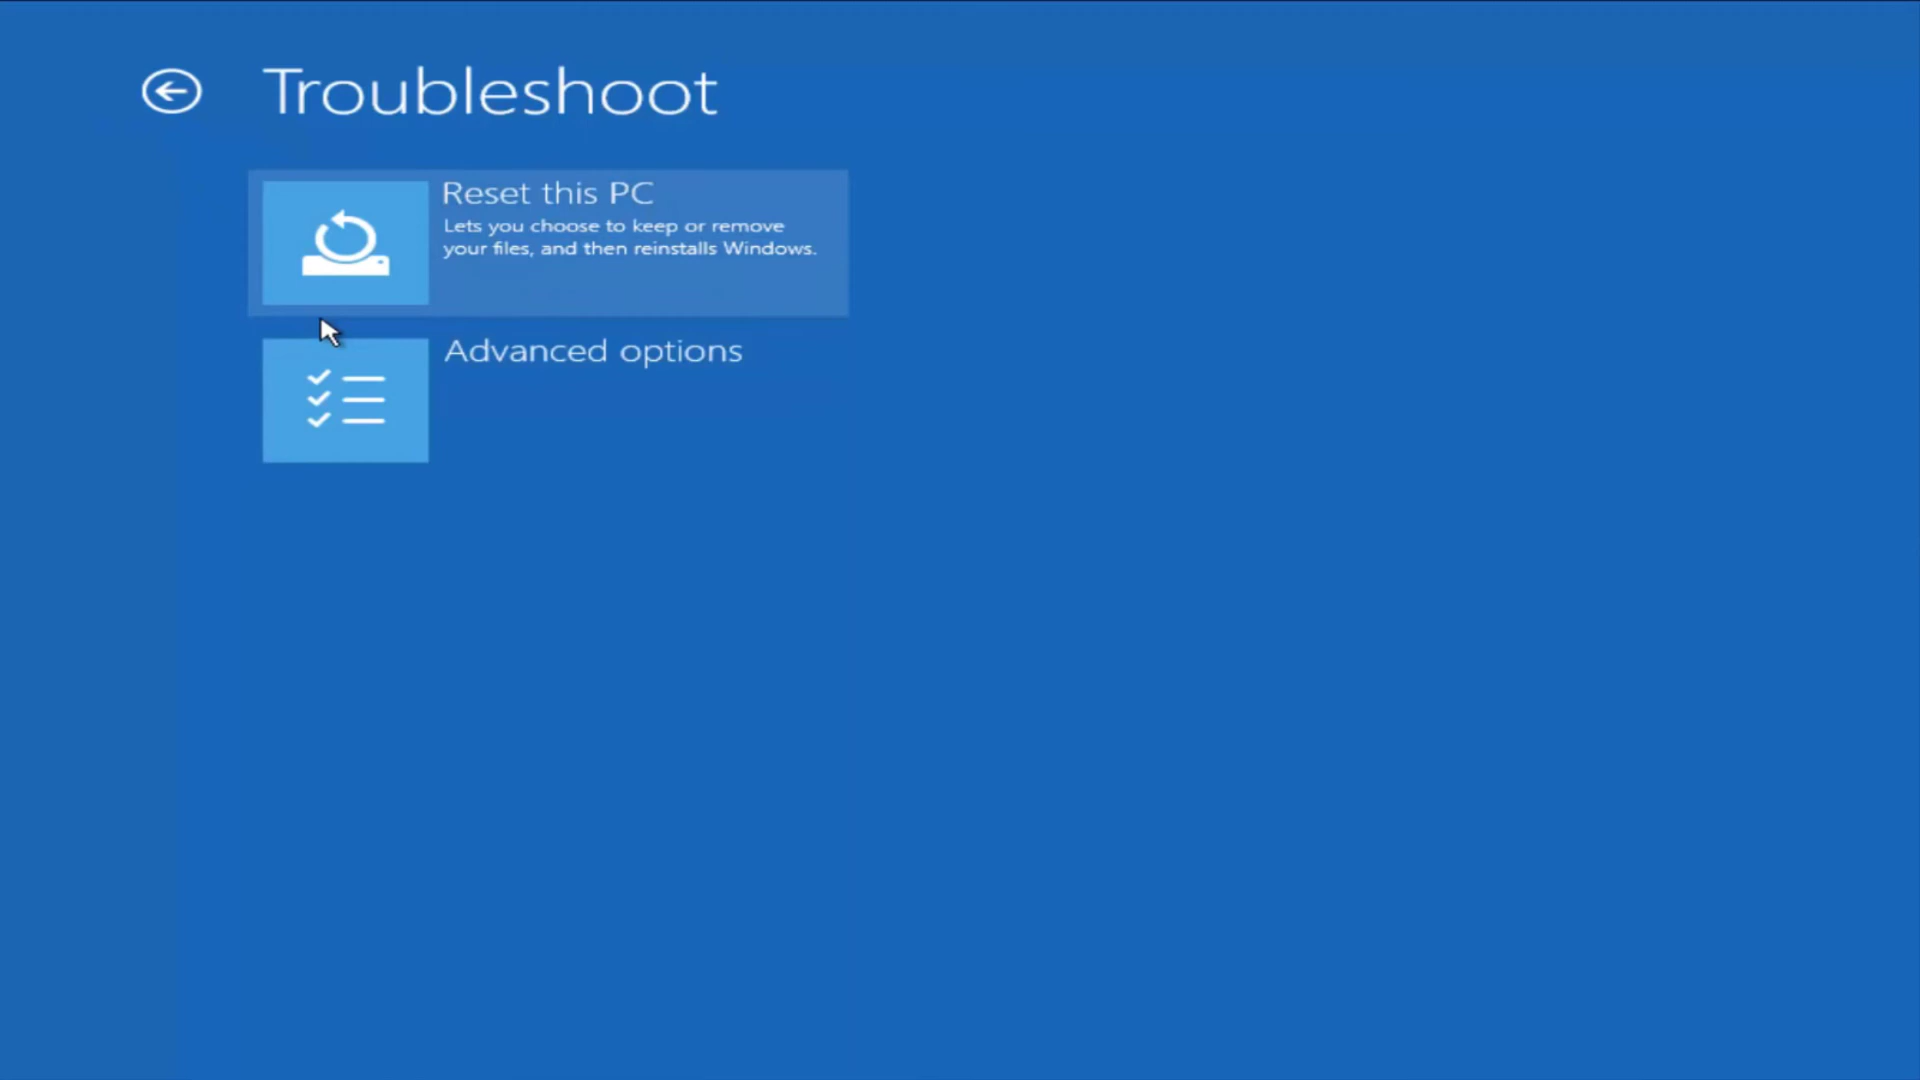 Troubleshoot
Reset this PC
Lets you choose to keep or remove
your files, and then reinstalls Windows.
Advanced options